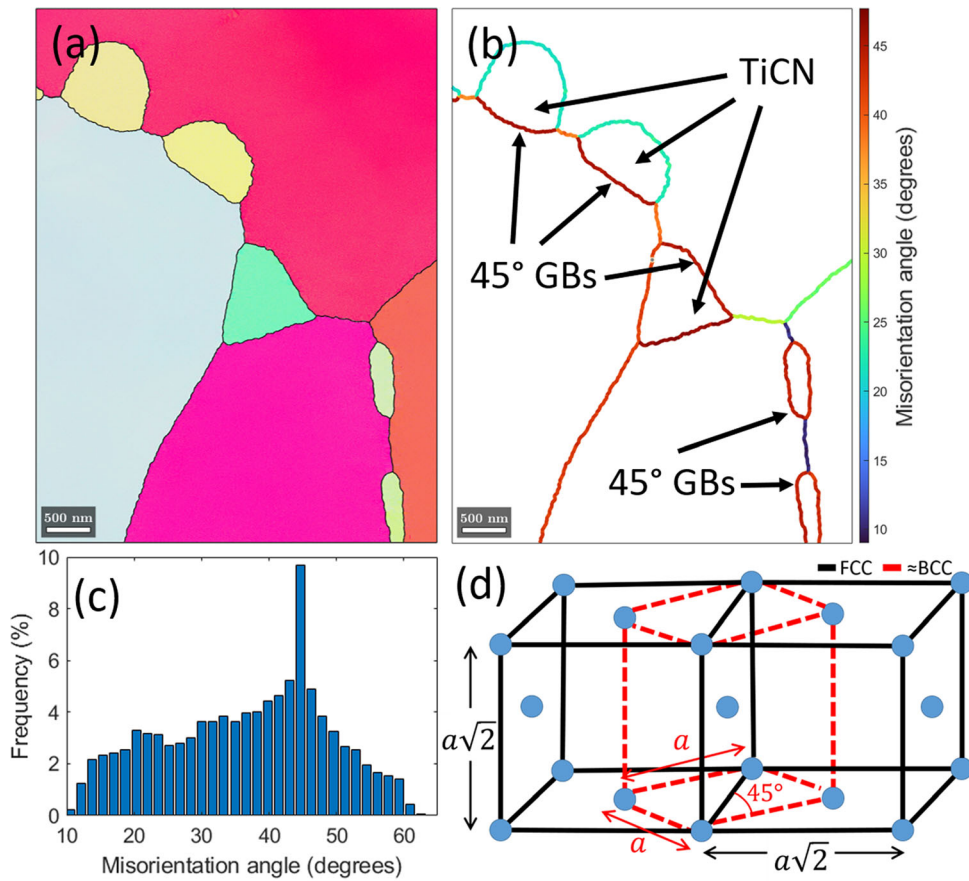 (a)
500 nm
(b)
TiCN
45° GBs
45° GBs
500 nm
45
40
35
30
25
20
15
10
Misorientation angle (degrees)
(c)
10
8
6
4
2
0
10 20 30 40 50 60
Frequency (%)
Misorientation angle (degrees)
(d)
FCC ≈BCC
a√2
a
45°
a
a√2